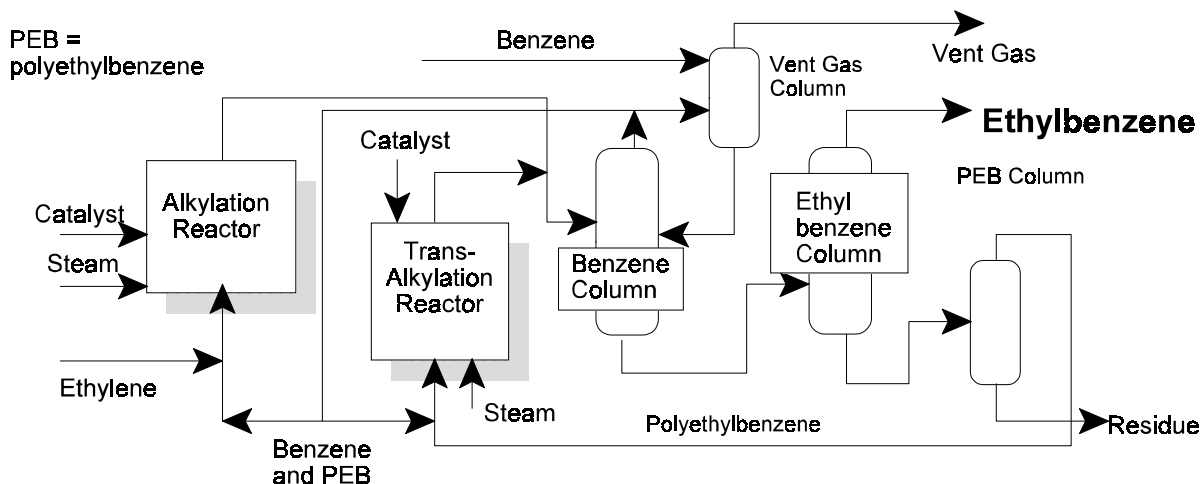 PEB =
polyethylbenzene
Benzene
Vent Gas
Vent Gas
Column
Ethylbenzene
Catalyst
PEB Column
Alkylation
Reactor
Catalyst
Steam
Trans-
Alkylation
Reactor
Benzene
Column
Ethyl
benzene
Column
Ethylene
Steam
Polyethylbenzene
Residue
Benzene
and PEB